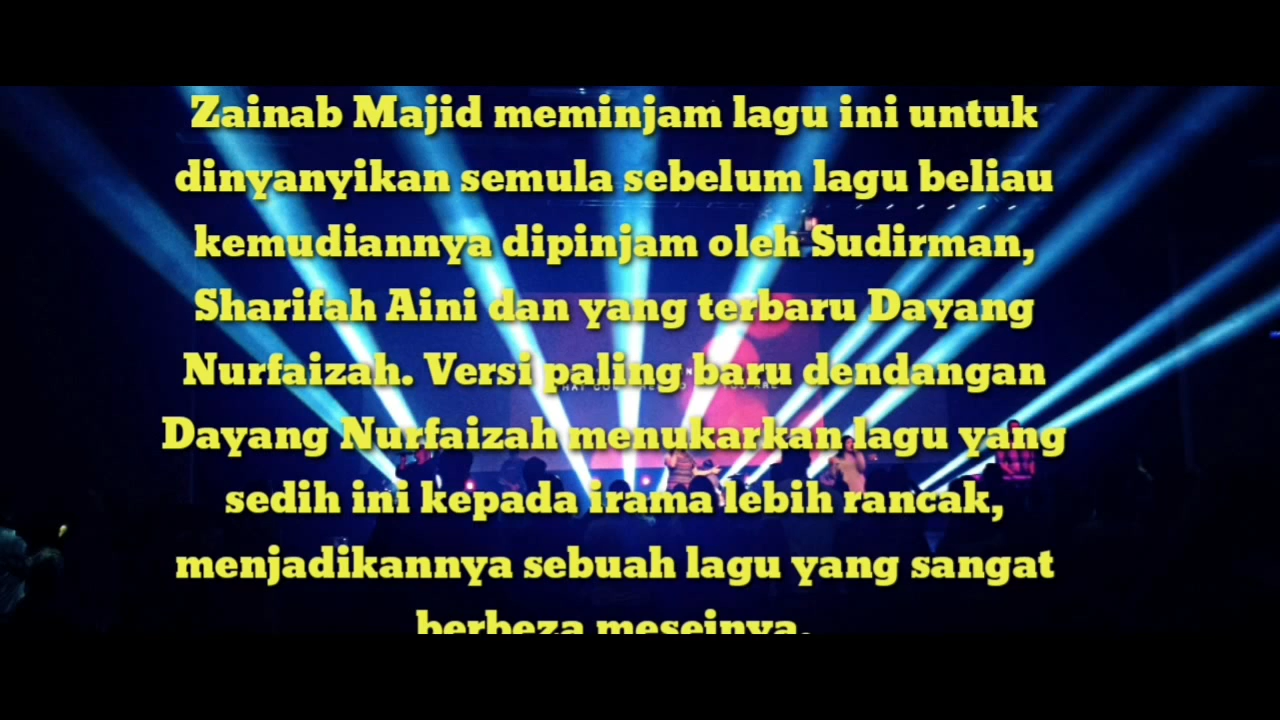 Zainab Majid meminjam lagu ini untuk
dinyanyikan semula sebelum lagu beliau
kemudiannya dipinjam oleh Sudirman,
Sharifah Aini dan yang terbaru Dayang
Nurfaizah. Versi paling baru dendangan
Dayang Nurfaizah menukarkan lagu yang
sedih ini kepada irama lebih rancak,
menjadikannya sebuah lagu yang sangat
berbeza meseinya.